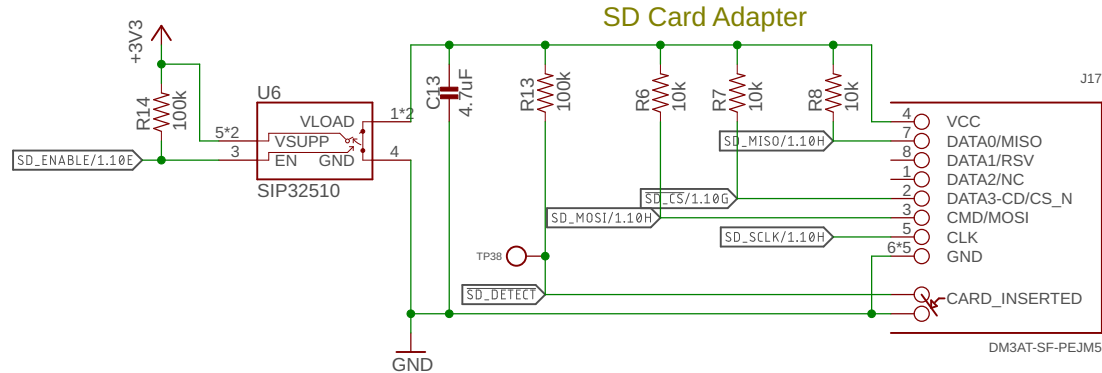 SD Card Adapter
+3V3
R14
100k
U6
VLOAD
1*2
5*2
VSUPP
3
EN
GND
4
SIP32510
SD_ENABLE/1.10E
C13
4.7uF
R13
100k
R6
10k
R7
10k
R8
10k
J17
4
VCC
SD_MISO/1.10H
7
DATA0/MISO
8
DATA1/RSV
1
DATA2/NC
SD_CS/1.10G
2
DATA3-CD/CS_N
SD_MOSI/1.10H
3
CMD/MOSI
SD_SCLK/1.10H
5
CLK
6*5
GND
TP38
SD_DETECT
CARD_INSERTED
GND
DM3AT-SF-PEJM5